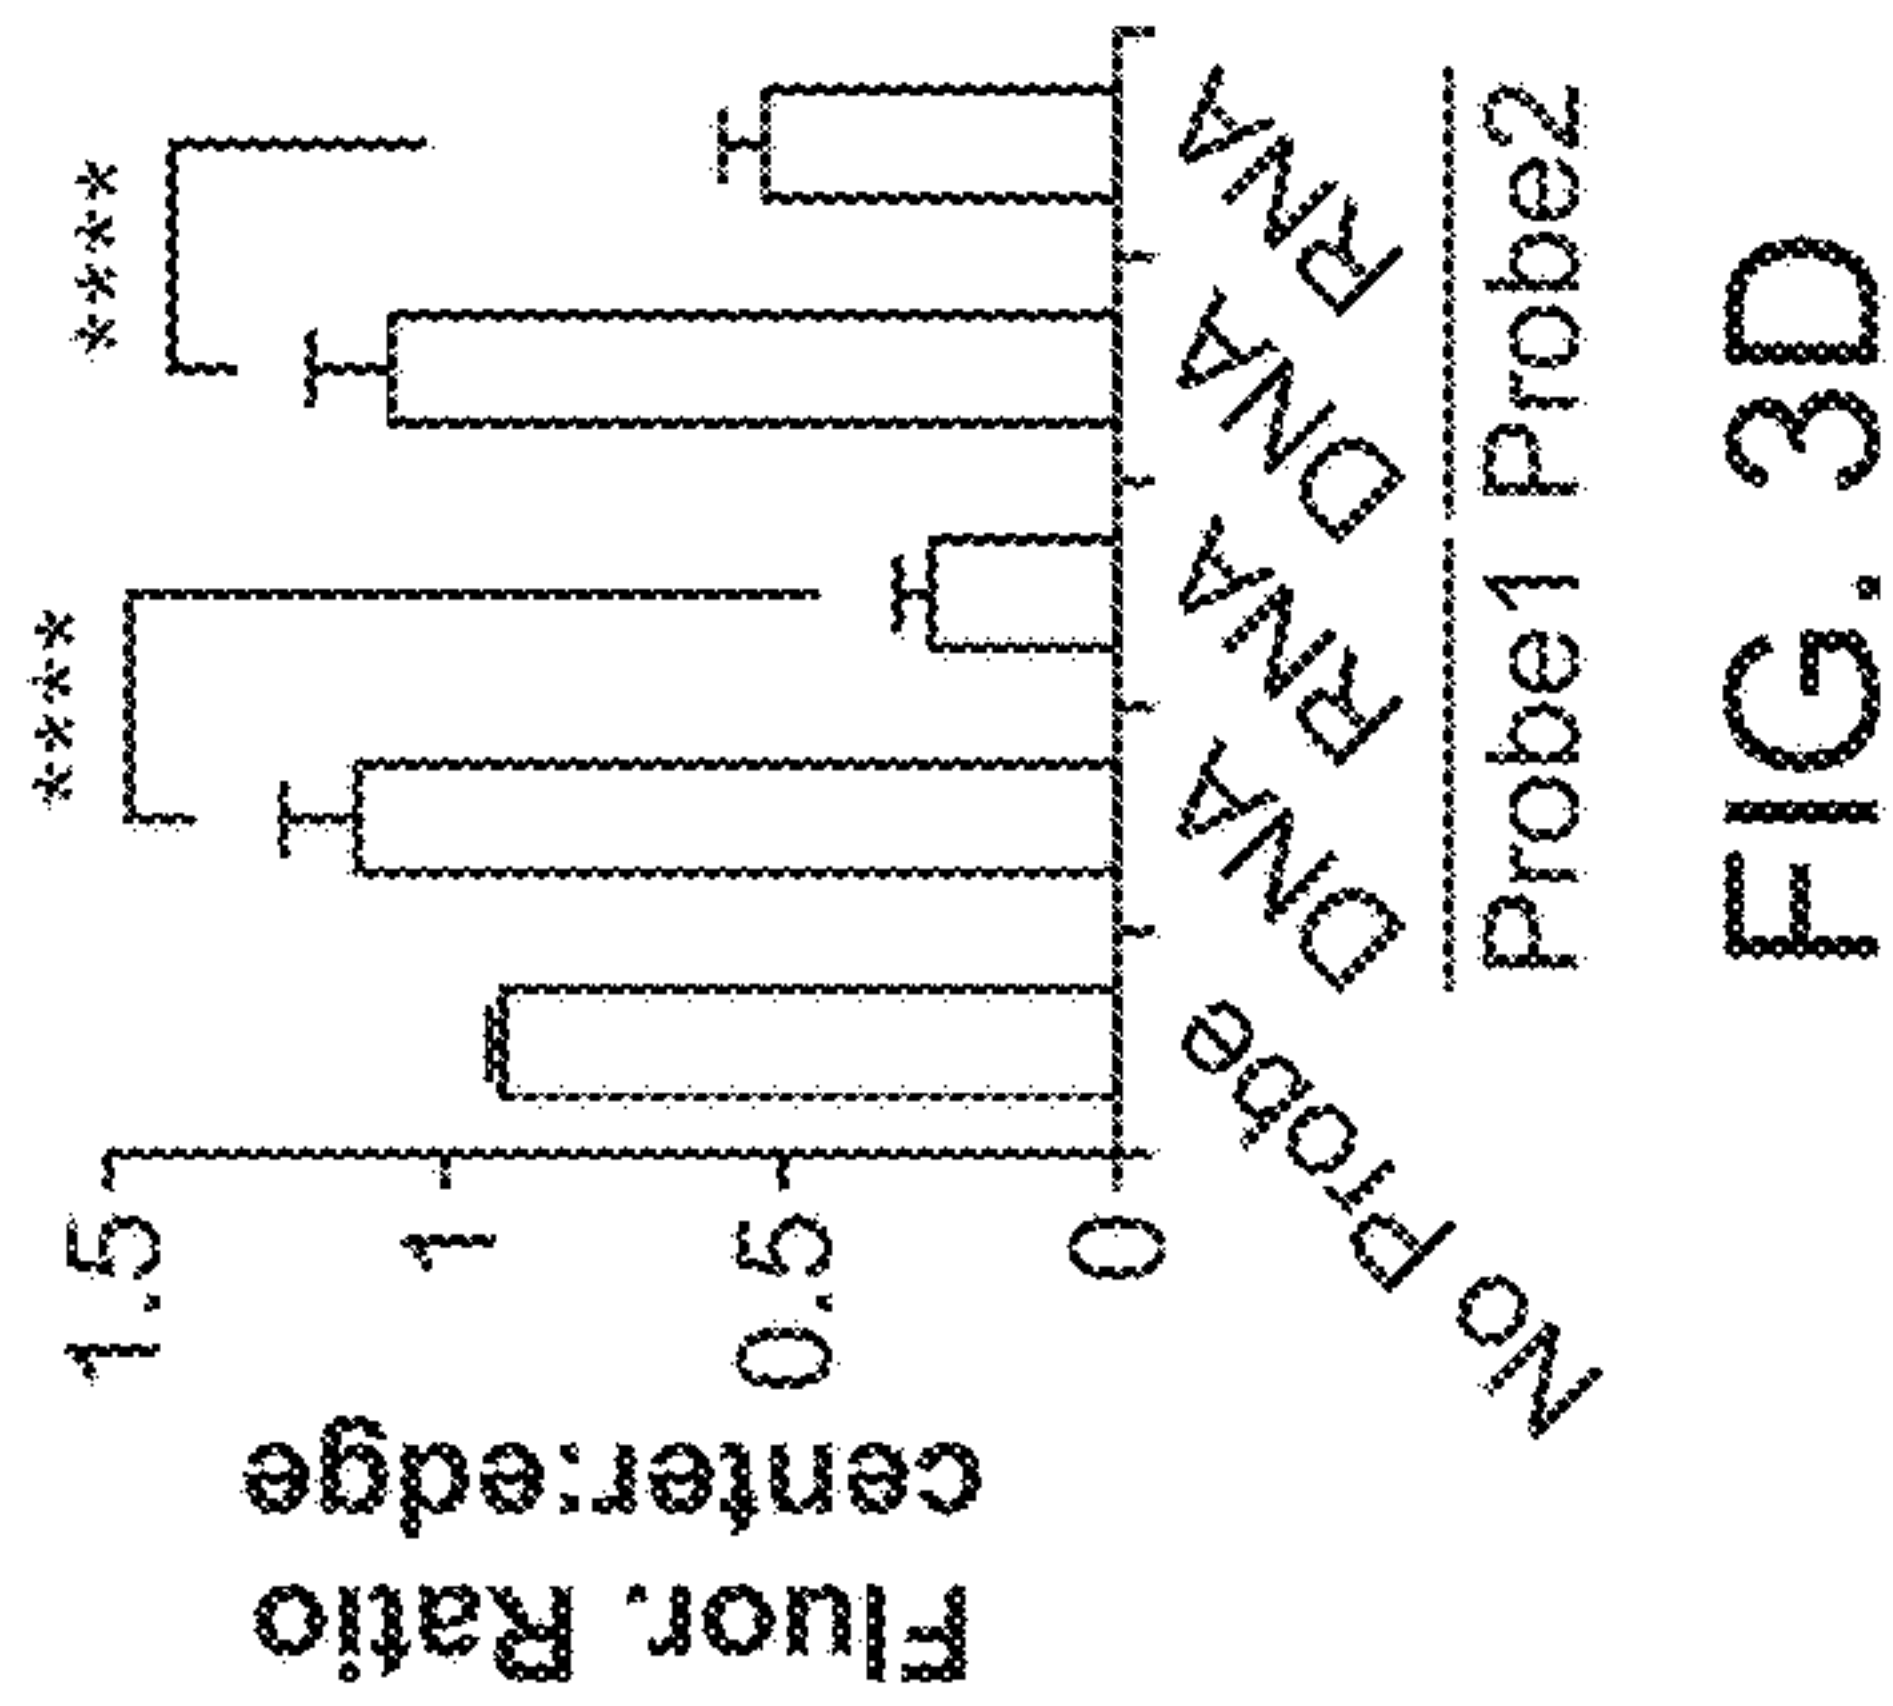 Fluor. Ratio
center:edge
1.5
1
0.5
0
****
****
No Probe
DNA
RNA
DNA
RNA
Probe1
Probe2
FIG. 3D